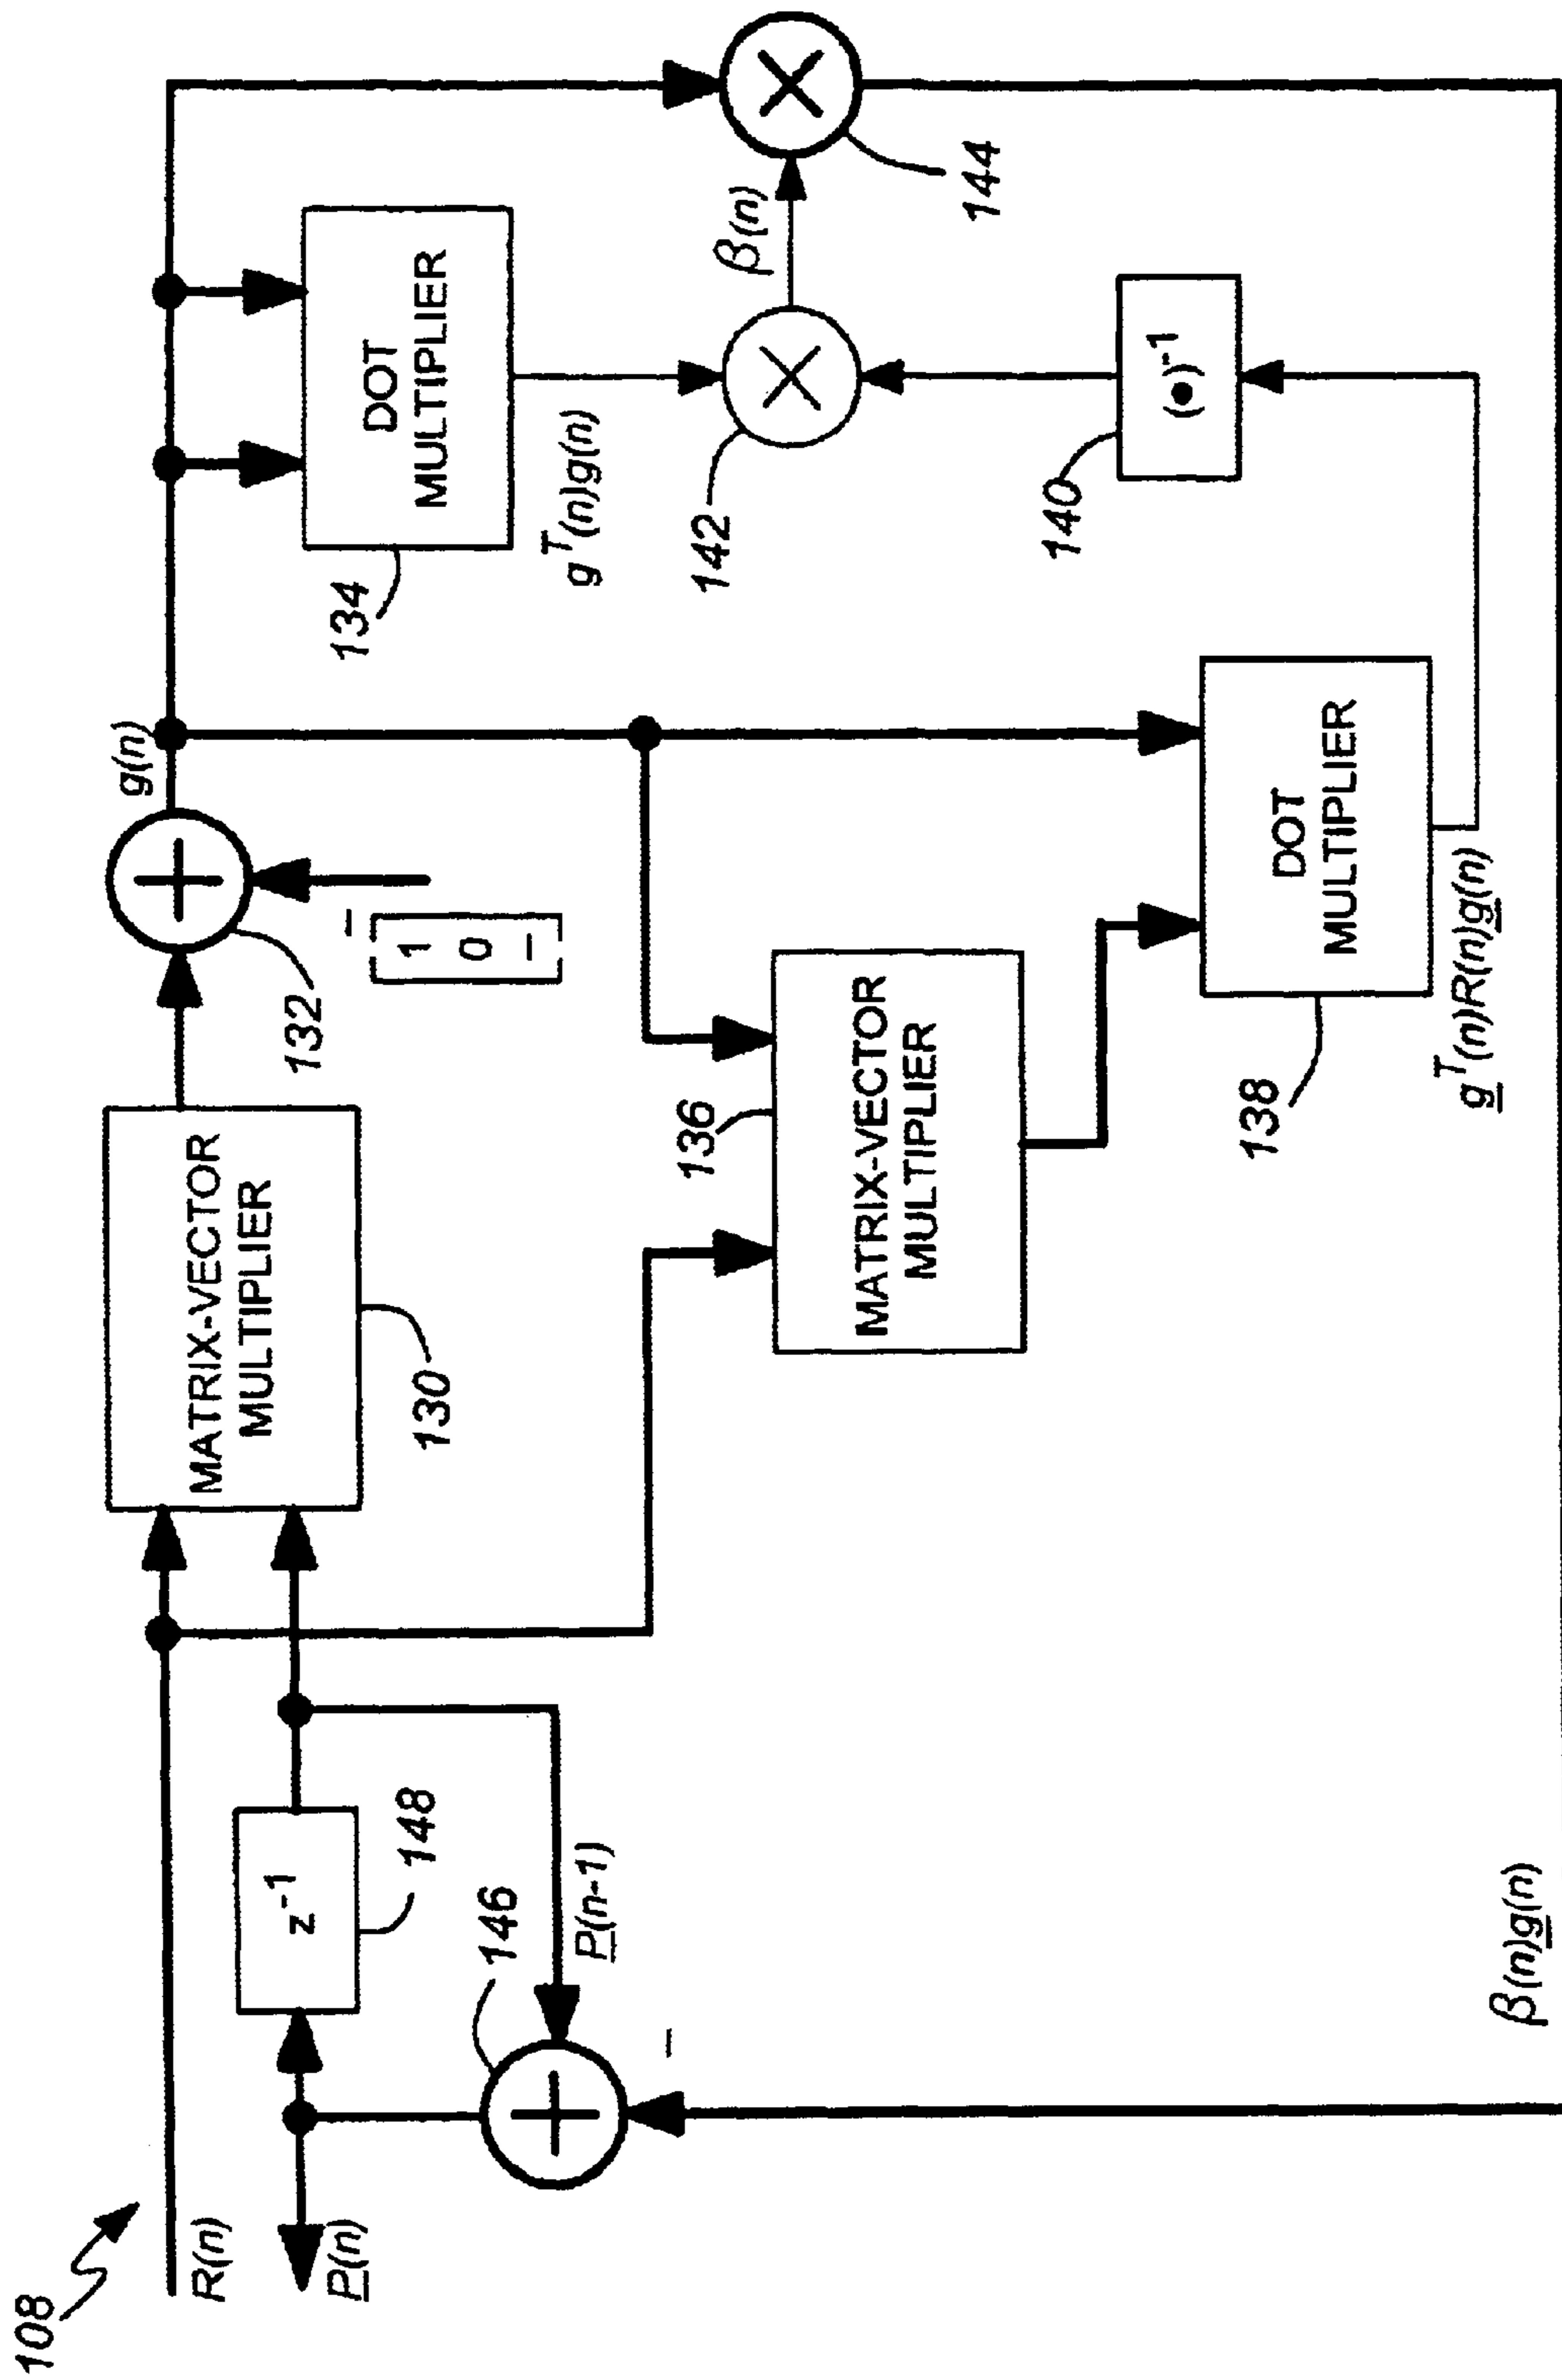 108
R(n)
P(n)
z⁻¹
148
146
P(n-1)
MATRIX-VECTOR
MULTIPLIER
130
132
g(n)
–
1
0
–
DOT
MULTIPLIER
134
gᵀ(n)g(n)
142
β(n)
144
MATRIX-VECTOR
MULTIPLIER
136
DOT
MULTIPLIER
138
gᵀ(n)R(n)g(n)
140
(•)⁻¹
–
β(n)g(n)